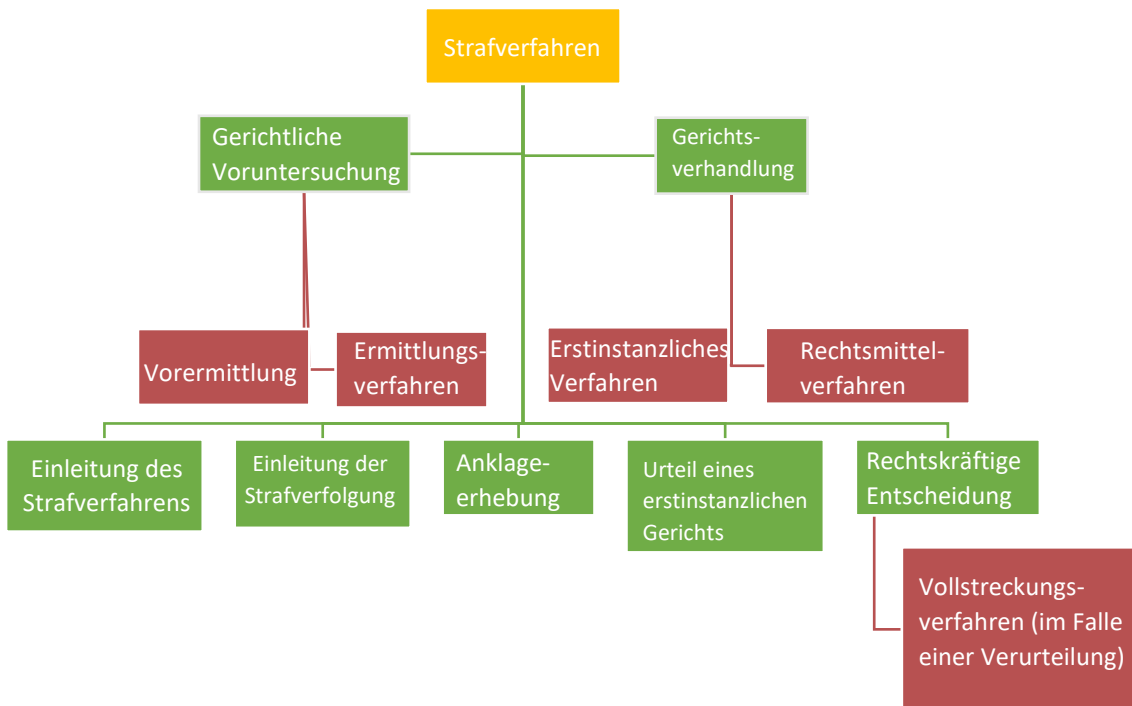 Strafverfahren
Gerichtliche
Voruntersuchung
Gerichts-
verhandlung
Vorermittlung
Ermittlungs-
verfahren
Erstinstanzliches
Verfahren
Rechtsmittel-
verfahren
Einleitung des
Strafverfahrens
Einleitung der
Strafverfolgung
Anklage-
erhebung
Urteil eines
erstinstanzlichen
Gerichts
Rechtskräftige
Entscheidung
Vollstreckungs-
verfahren (im Falle
einer Verurteilung)